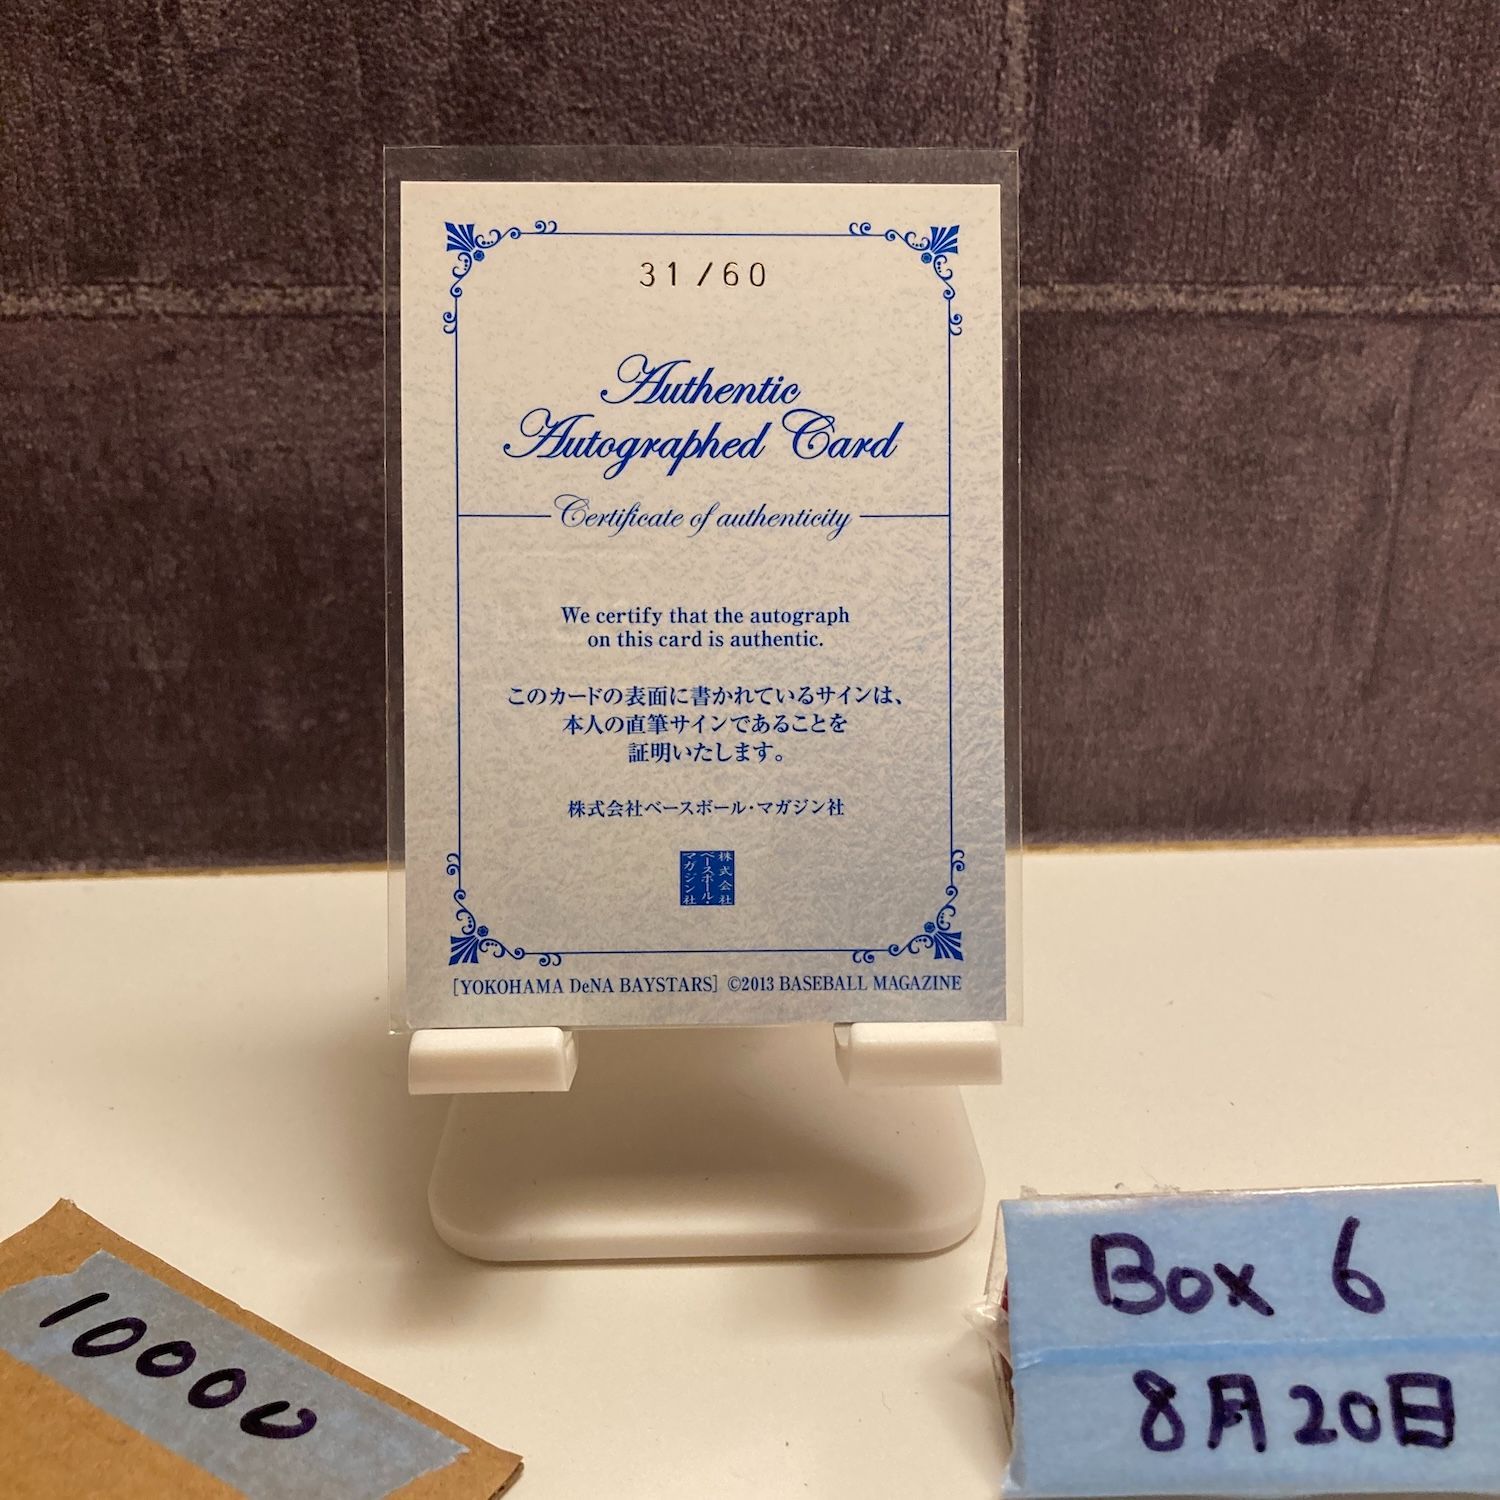 31/60
Authentic
Autographed Card
Certificate of authenticity
We certify that the autograph
on this card is authentic.
このカードの表面に書かれているサインは、
本人の直筆サインであることを
証明いたします。
株式会社ベースボール・マガジン社
株式会社
ベースボール・
マガジン社
[YOKOHAMA DeNA BAYSTARS] ©2013 BASEBALL MAGAZINE
10000
Box 6
8月20日